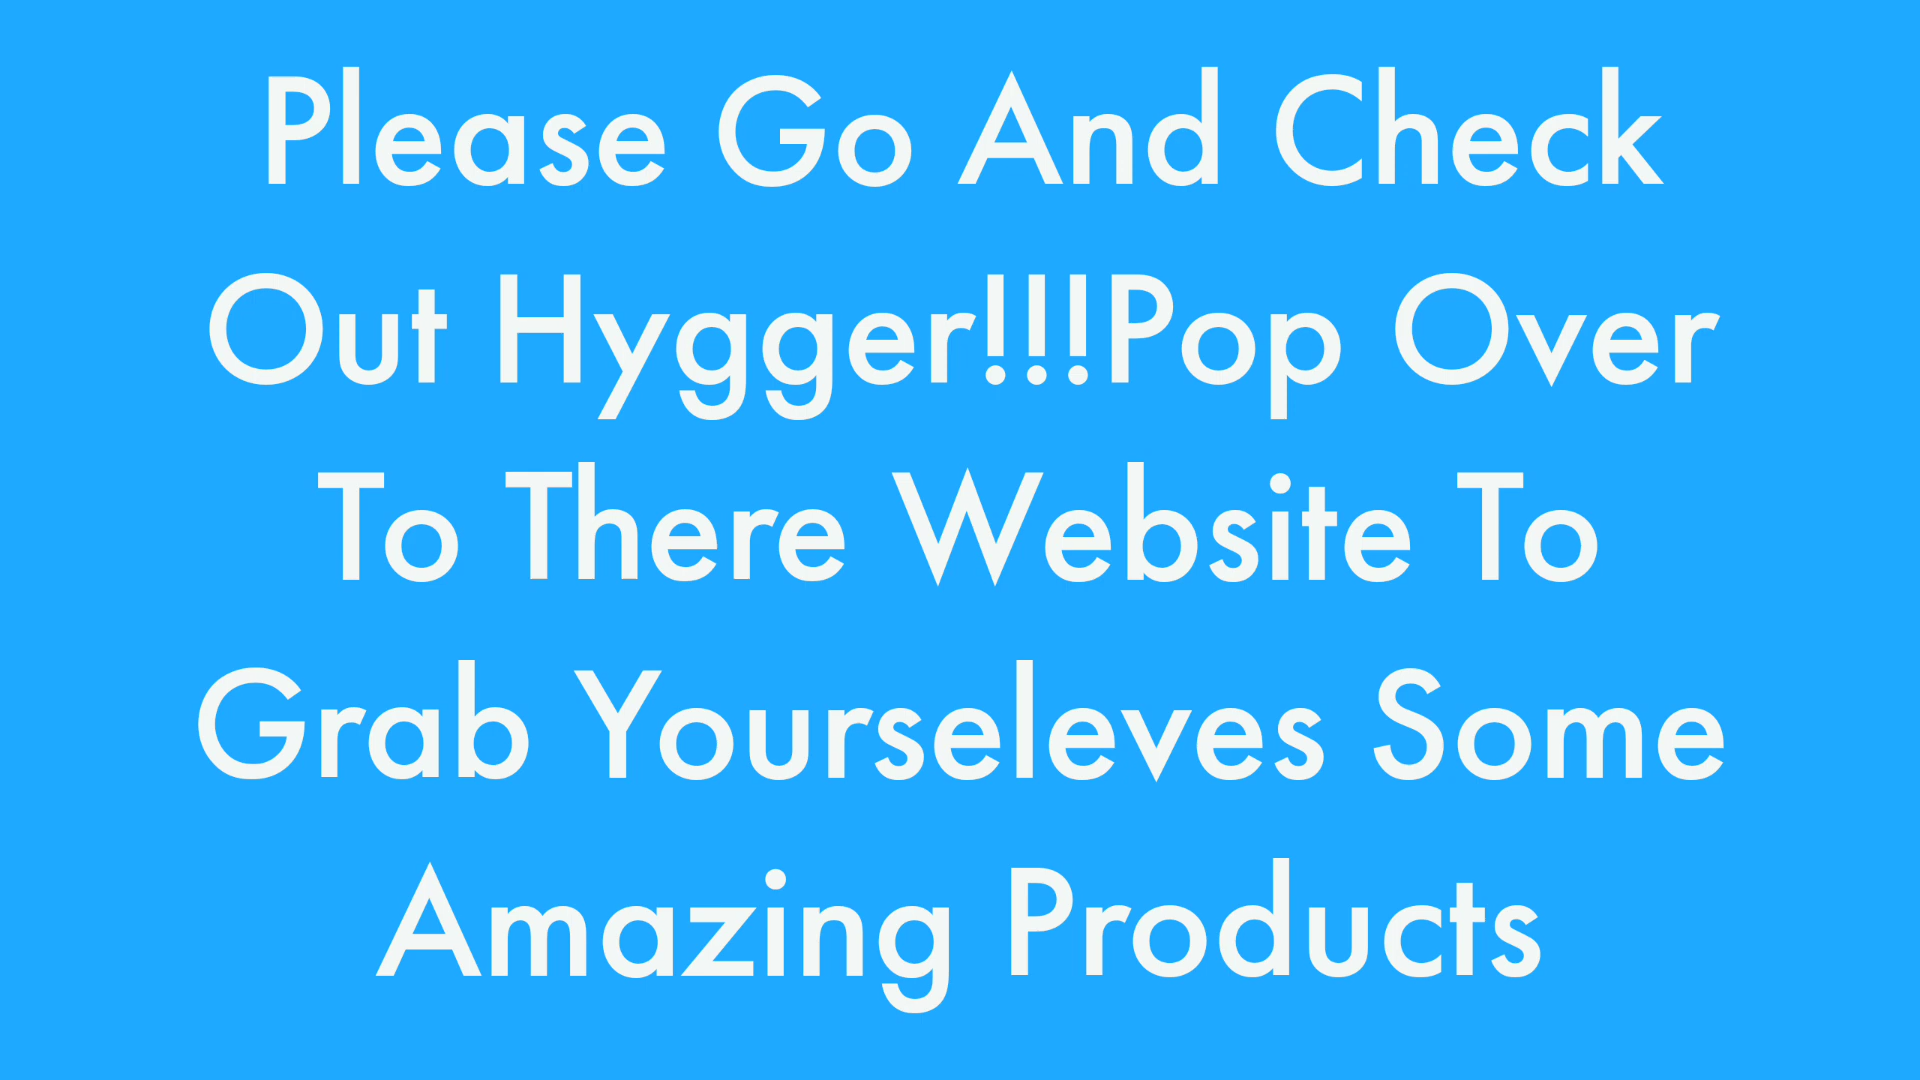 Please Go And Check
Out Hygger!!!Pop Over
To There Website To
Grab Yourseleves Some
Amazing Products